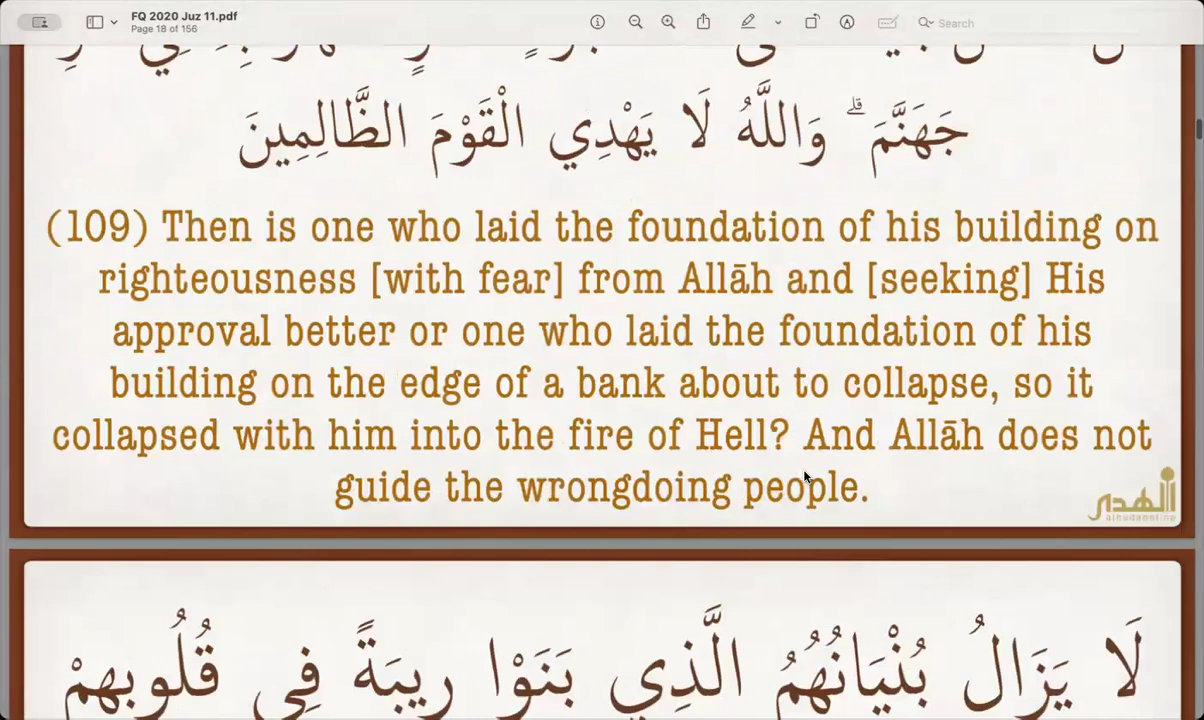 FQ 2020 Juz 11.pdf
Page 18 of 156
Search
جَهَنَّمَ ۗ وَاللَّهُ لَا يَهْدِي الْقَوْمَ الظَّالِمِينَ
(109) Then is one who laid the foundation of his building on
righteousness [with fear] from Allāh and [seeking] His
approval better or one who laid the foundation of his
building on the edge of a bank about to collapse, so it
collapsed with him into the fire of Hell? And Allāh does not
guide the wrongdoing people.
الهدى
لَا يَزَالُ بُنْيَانُهُمُ الَّذِي بَنَوْا رِيبَةً فِي قُلُوبِهِمْ